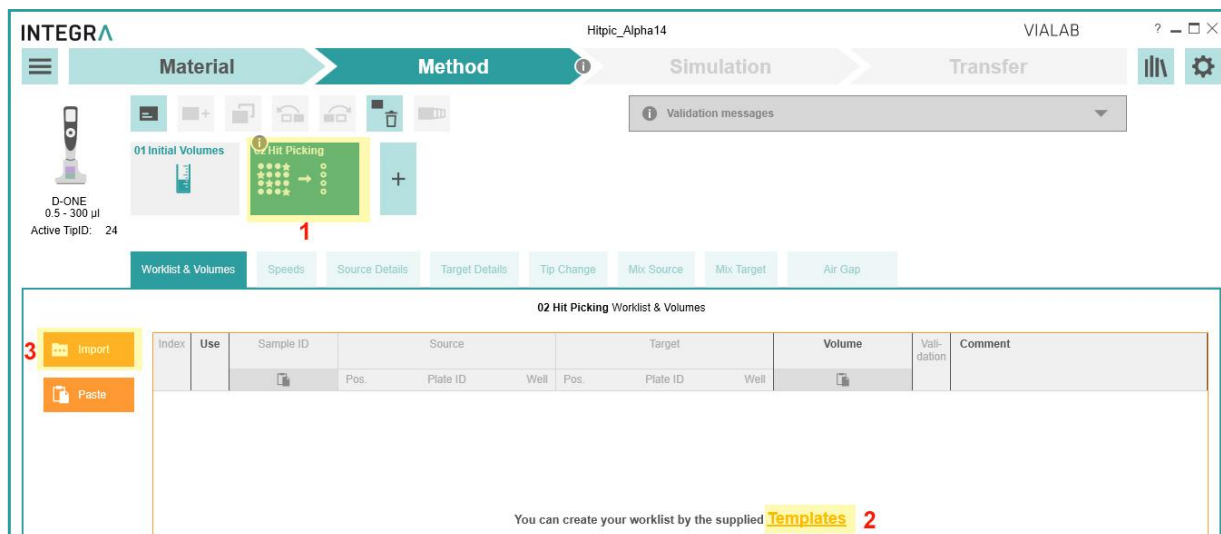 INTEGRA
Hitpic_Alpha14
VIALAB
?
Material
Method
Simulation
Transfer
Validation messages
01 Initial Volumes
02 Hit Picking
+
D-ONE
0.5 - 300 µl
Active TipID: 24
1
Worklist & Volumes
Speeds
Source Details
Target Details
Tip Change
Mix Source
Mix Target
Air Gap
02 Hit Picking Worklist & Volumes
3
Import
Paste
Index
Use
Sample ID
Source
Target
Volume
Vali-
dation
Comment
Pos.
Plate ID
Well
Pos.
Plate ID
Well
You can create your worklist by the supplied Templates 2